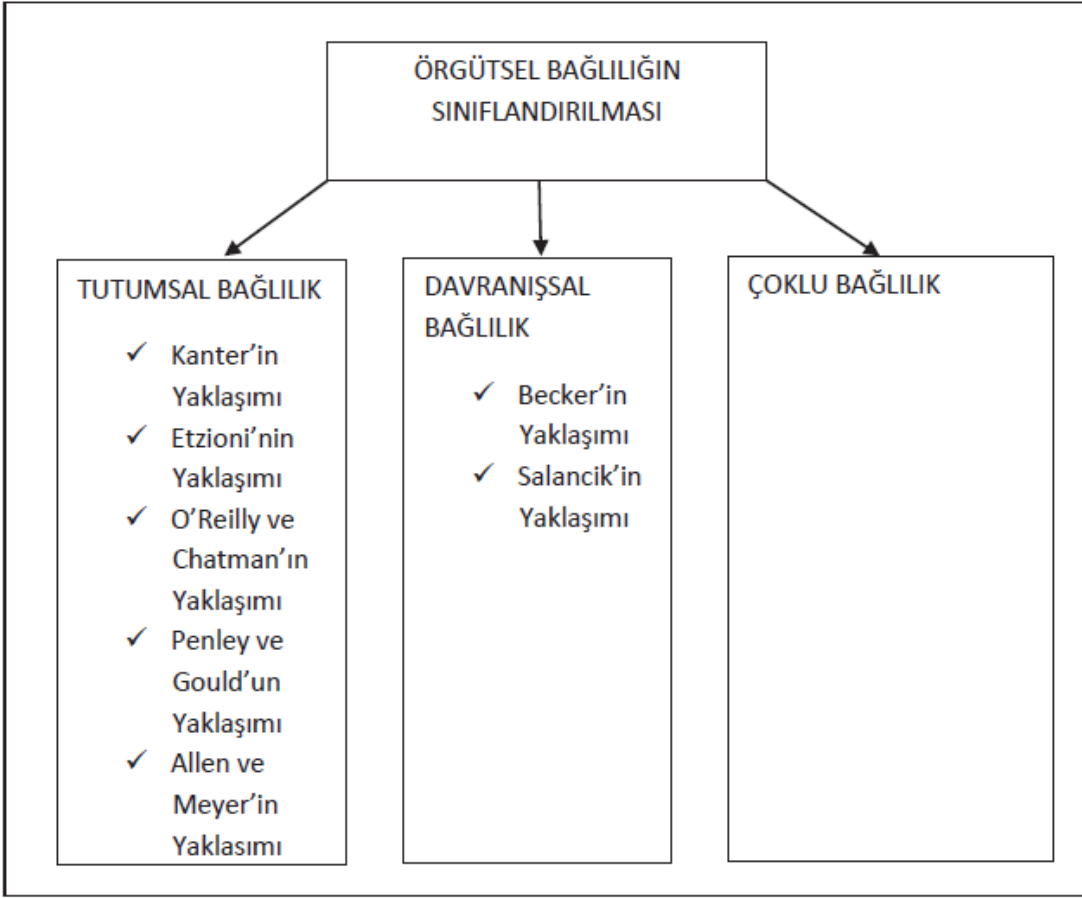 ÖRGÜTSEL BAĞLILIĞIN
SINIFLANDIRILMASI
TUTUMSAL BAĞLILIK
✓ Kanter’in
Yaklaşımı
✓ Etzioni’nin
Yaklaşımı
✓ O’Reilly ve
Chatman’ın
Yaklaşımı
✓ Penley ve
Gould’un
Yaklaşımı
✓ Allen ve
Meyer’in
Yaklasımı
DAVRANIŞSAL
BAĞLILIK
✓ Becker’in
Yaklaşımı
✓ Salancik’in
Yaklaşımı
ÇOKLU BAĞLILIK